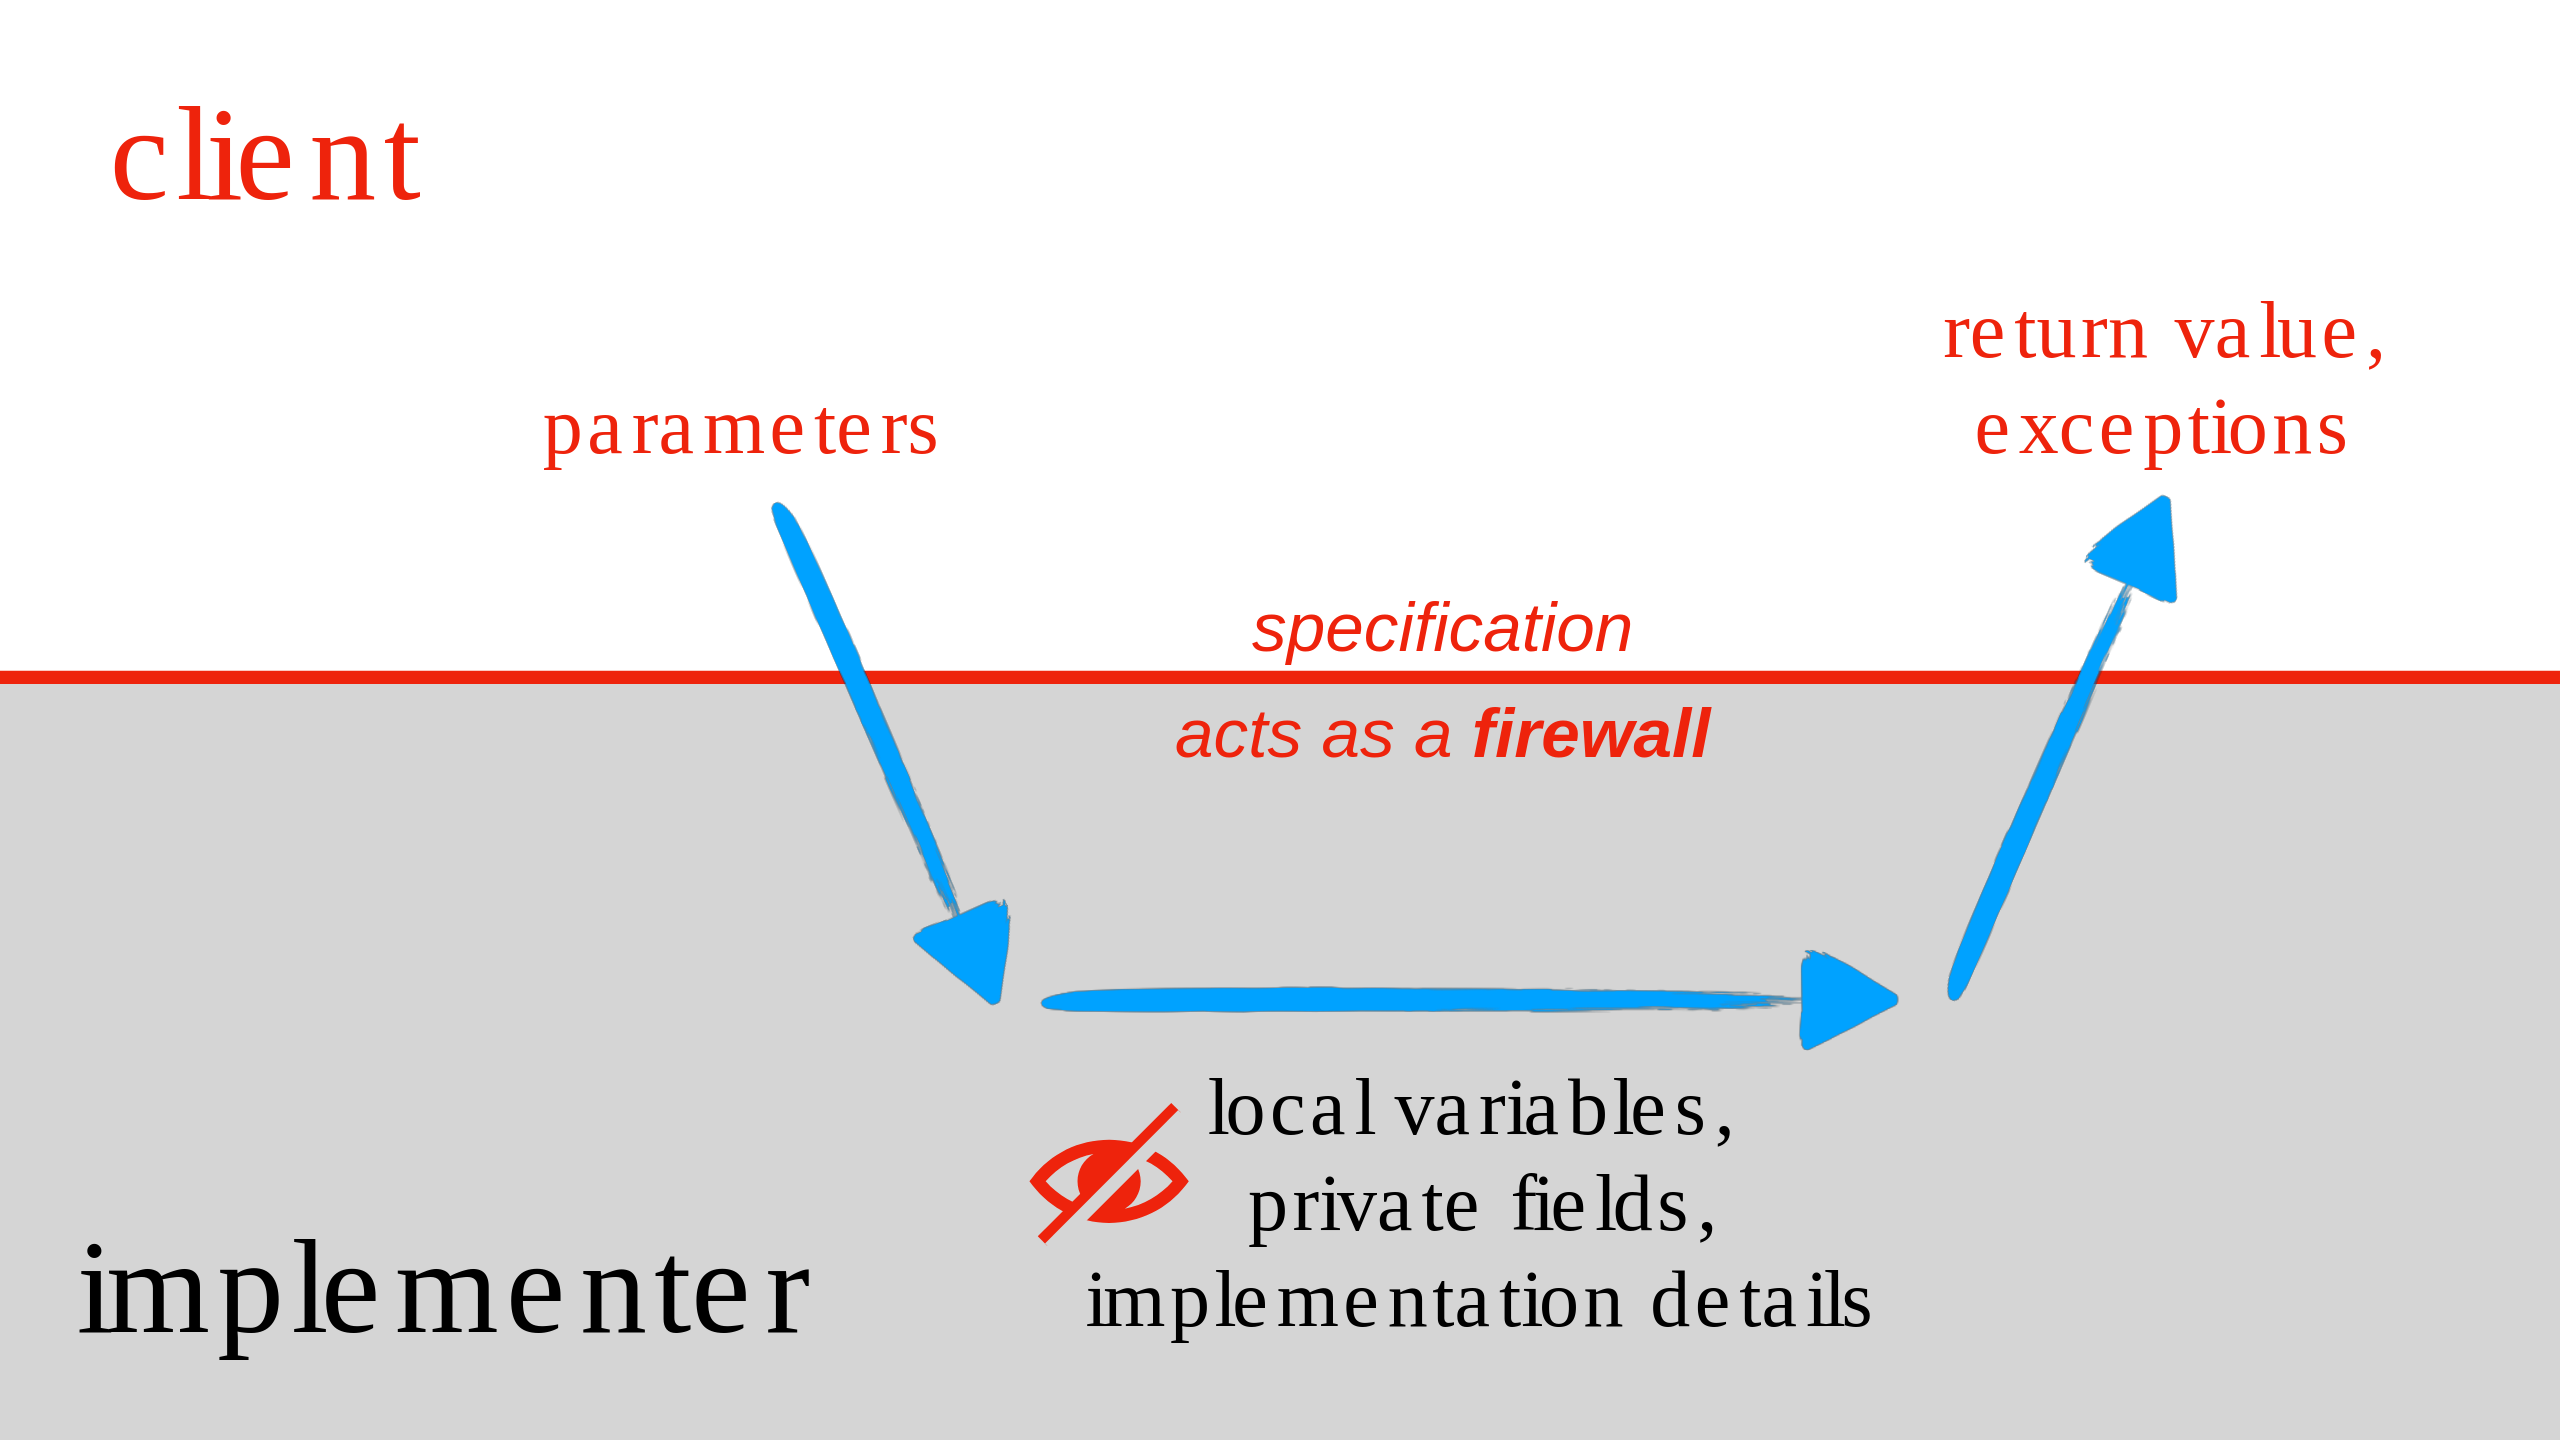 client
return value,
parameters
exceptions
specification
acts as a firewall
local variables,
private fields,
implementation details
implementer